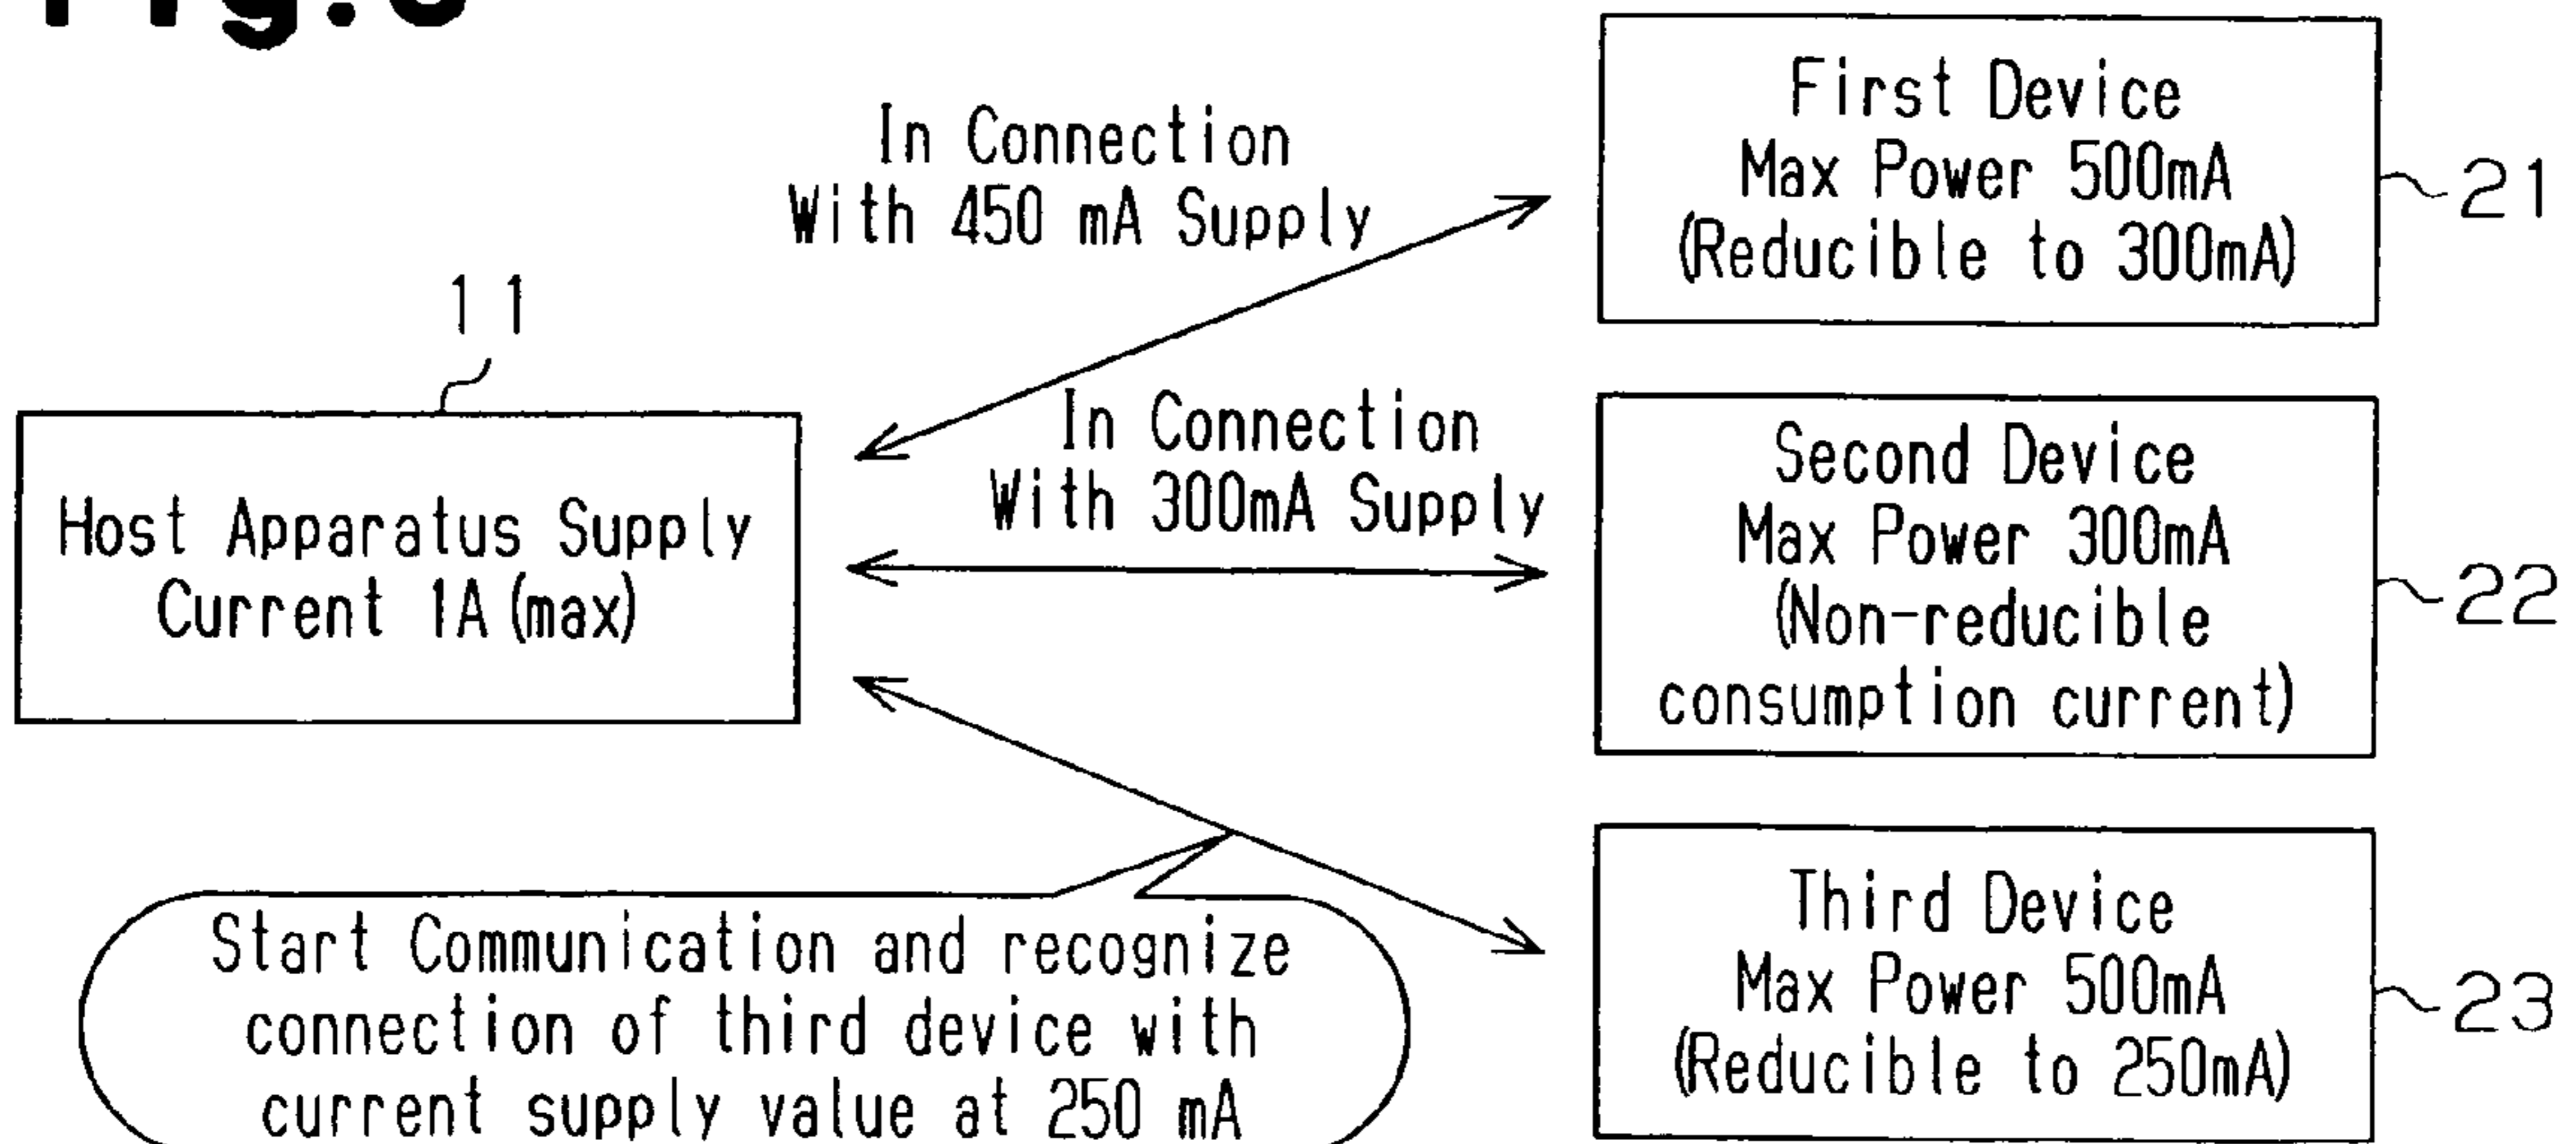 In Connection
With 450 mA Supply
First Device
Max Power 500mA
(Reducible to 300mA)
21
11
Host Apparatus Supply
Current 1A (max)
In Connection
With 300mA Supply
Second Device
Max Power 300mA
(Non-reducible
consumption current)
22
Start Communication and recognize
connection of third device with
current supply value at 250 mA
Third Device
Max Power 500mA
(Reducible to 250mA)
23